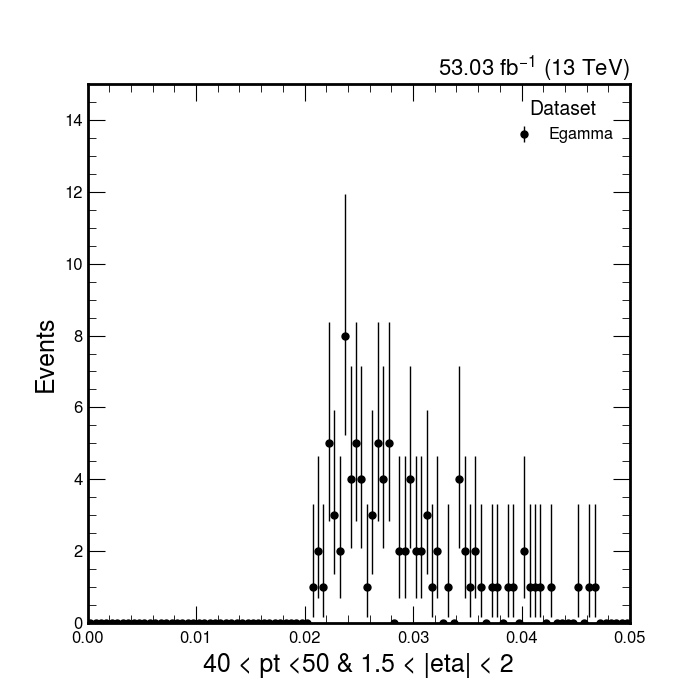 53.03 fb⁻¹ (13 TeV)
Dataset
Egamma
Events
14
12
10
8
6
4
2
0
0.00 0.01 0.02 0.03 0.04 0.05
40 < pt <50 & 1.5 < |eta| < 2